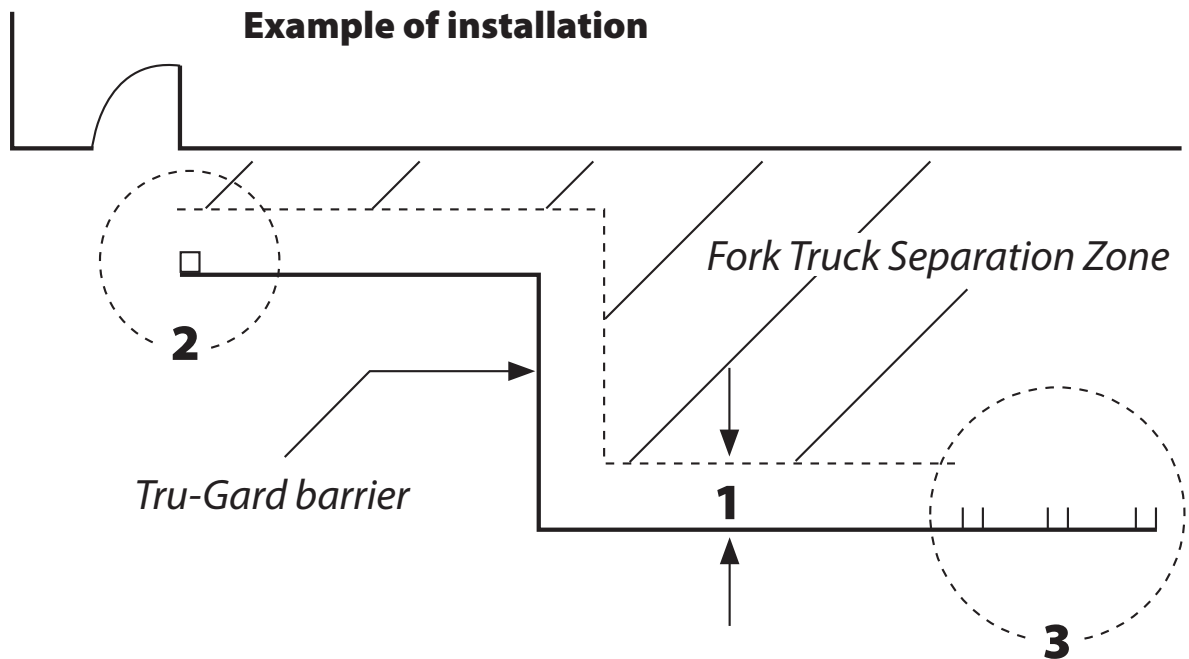 Example of installation
Fork Truck Separation Zone
2
Tru-Gard barrier
1
3